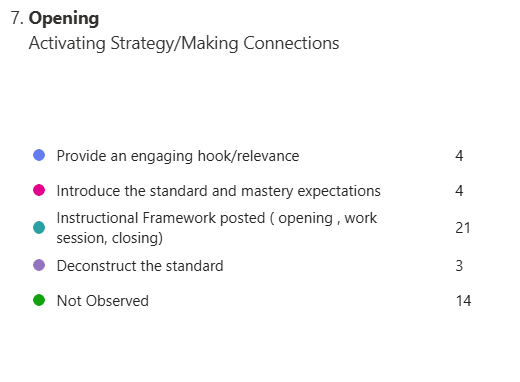 7. Opening
Activating Strategy/Making Connections
Provide an engaging hook/relevance 4
Introduce the standard and mastery expectations 4
Instructional Framework posted ( opening , work
session, closing) 21
Deconstruct the standard 3
Not Observed 14